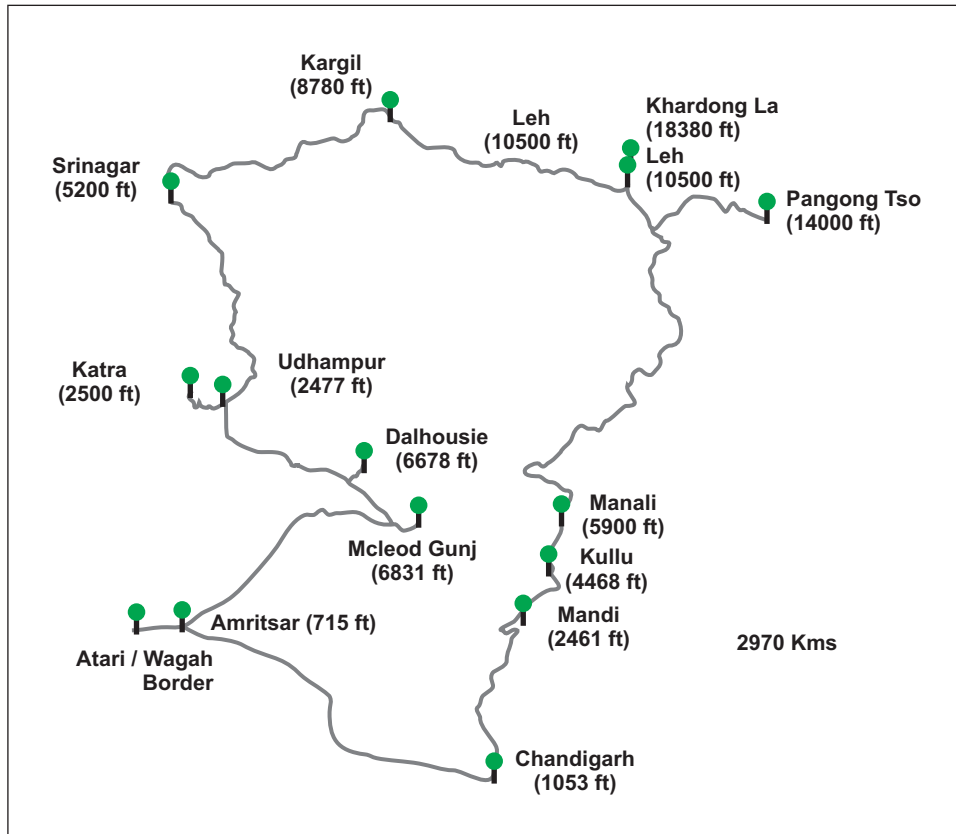 Kargil
(8780 ft)
Leh
(10500 ft)
Khardong La
(18380 ft)
Leh
(10500 ft)
Srinagar
(5200 ft)
Pangong Tso
(14000 ft)
Katra
(2500 ft)
Udhampur
(2477 ft)
Dalhousie
(6678 ft)
Manali
(5900 ft)
Mcleod Gunj
(6831 ft)
Kullu
(4468 ft)
Mandi
(2461 ft)
Amritsar (715 ft)
2970 Kms
Atari / Wagah
Border
Chandigarh
(1053 ft)